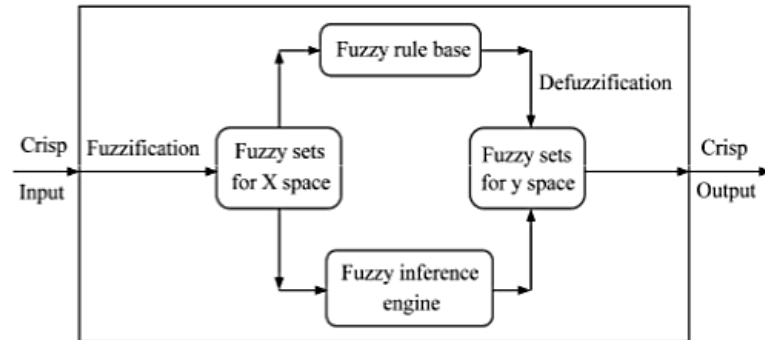 Fuzzy rule base
Defuzzification
Crisp
Input
Fuzzification
Fuzzy sets
for X space
Fuzzy sets
for y space
Crisp
Output
Fuzzy inference
engine